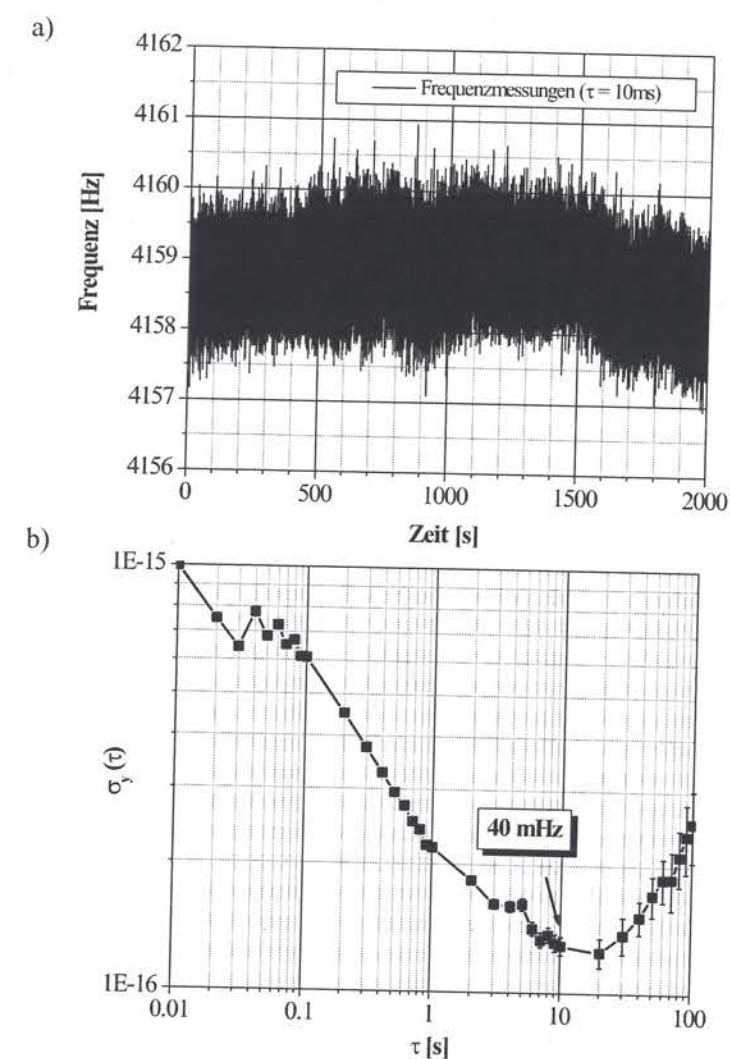 a)
4162
4161
4160
4159
4158
4157
4156
Frequenz [Hz]
Frequenzmessungen (τ = 10ms)
0 500 1000 1500 2000
Zeit [s]
b)
1E-15
1E-16
σy (τ)
40 mHz
0.01 0.1 1 10 100
τ [s]